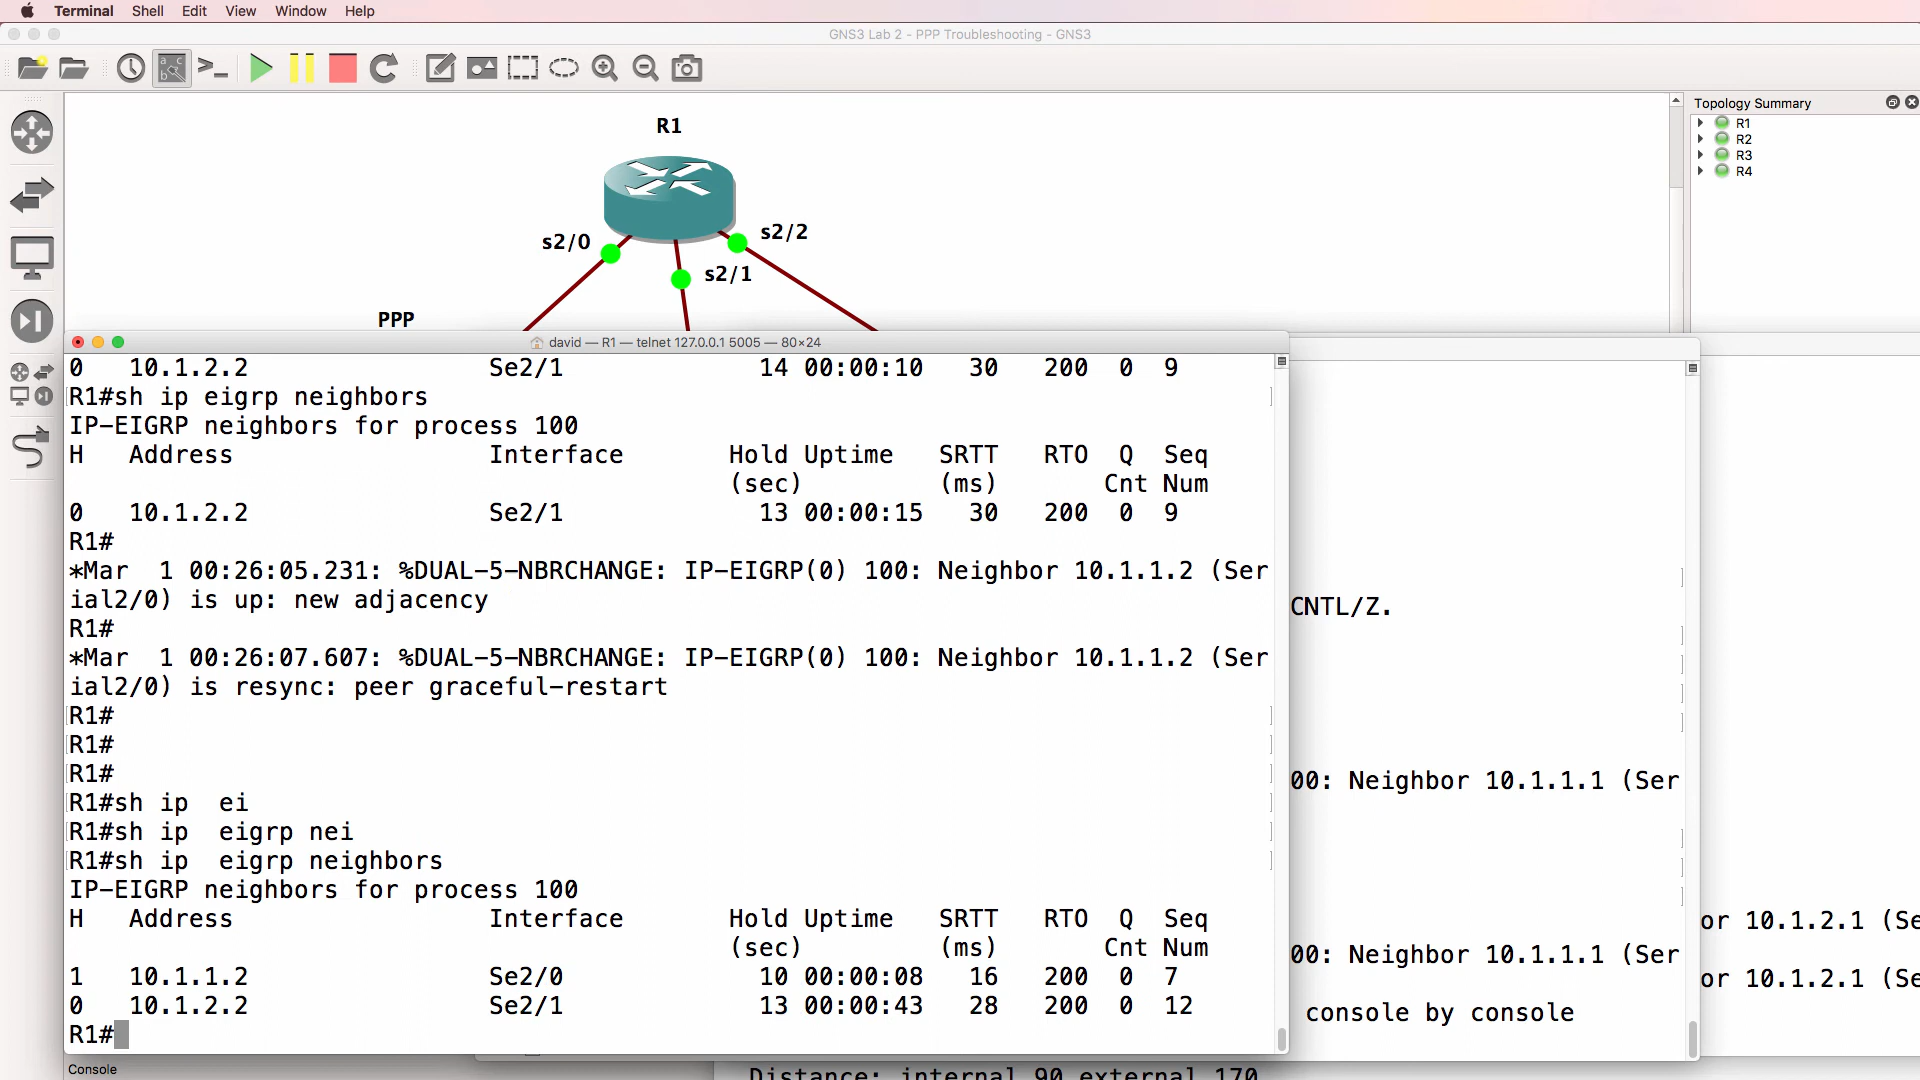 Terminal Shell Edit View Window Help
GNS3 Lab 2 - PPP Troubleshooting - GNS3
Topology Summary
R1
R2
R3
R4
R1
s2/0
s2/2
s2/1
PPP
david — R1 — telnet 127.0.0.1 5005 — 80×24
0 10.1.2.2 Se2/1 14 00:00:10 30 200 0 9
R1#sh ip eigrp neighbors
IP-EIGRP neighbors for process 100
H Address Interface Hold Uptime SRTT RTO Q Seq
(sec) (ms) Cnt Num
0 10.1.2.2 Se2/1 13 00:00:15 30 200 0 9
R1#
*Mar 1 00:26:05.231: %DUAL-5-NBRCHANGE: IP-EIGRP(0) 100: Neighbor 10.1.1.2 (Ser
ial2/0) is up: new adjacency
R1#
*Mar 1 00:26:07.607: %DUAL-5-NBRCHANGE: IP-EIGRP(0) 100: Neighbor 10.1.1.2 (Ser
ial2/0) is resync: peer graceful-restart
R1#
R1#
R1#
R1#sh ip ei
R1#sh ip eigrp nei
R1#sh ip eigrp neighbors
IP-EIGRP neighbors for process 100
H Address Interface Hold Uptime SRTT RTO Q Seq
(sec) (ms) Cnt Num
1 10.1.1.2 Se2/0 10 00:00:08 16 200 0 7
0 10.1.2.2 Se2/1 13 00:00:43 28 200 0 12
R1#
CNTL/Z.
00: Neighbor 10.1.1.1 (Ser
00: Neighbor 10.1.1.1 (Ser
console by console
or 10.1.2.1 (Se
or 10.1.2.1 (Se
Console
Distance: internal 90 external 170